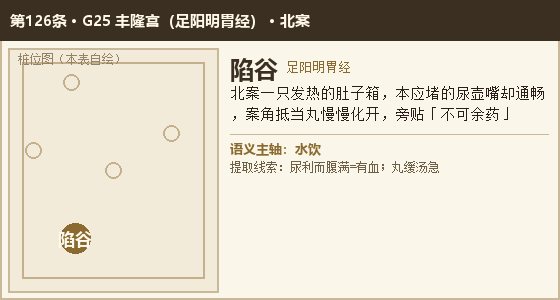 第126条・G25 丰隆宫（足阳明胃经）・北案
桩位图（本表自绘）
陷谷
陷谷 足阳明胃经
北案一只发热的肚子箱，本应堵的尿壶嘴却通畅
，案角抵当丸慢慢化开，旁贴「不可余药」
语义主轴：水饮
提取线索：尿利而腹满=有血；丸缓汤急